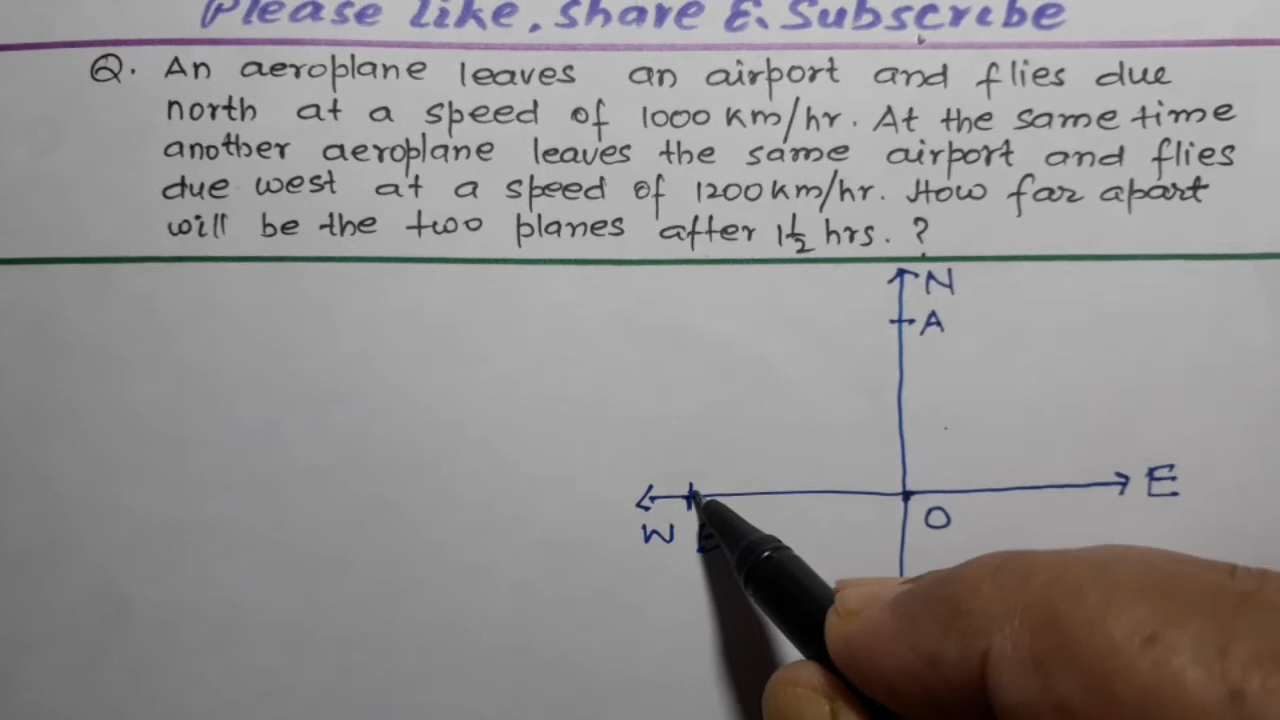 Please like, Share & Subscribe
Q. An aeroplane leaves an airport and flies due
north at a speed of 1000 km/hr. At the same time
another aeroplane leaves the same airport and flies
due west at a speed of 1200 km/hr. How far apart
will be the two planes after 1½ hrs. ?
N
A
E
O
W